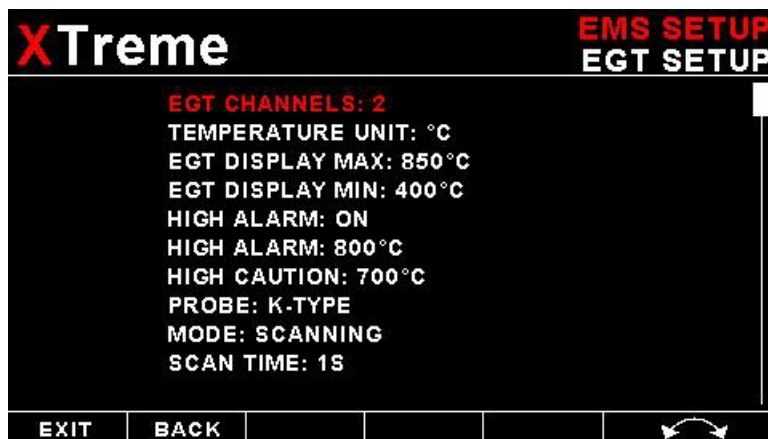 XTreme
EMS SETUP
EGT SETUP
EGT CHANNELS: 2
TEMPERATURE UNIT: °C
EGT DISPLAY MAX: 850°C
EGT DISPLAY MIN: 400°C
HIGH ALARM: ON
HIGH ALARM: 800°C
HIGH CAUTION: 700°C
PROBE: K-TYPE
MODE: SCANNING
SCAN TIME: 1S
EXIT BACK